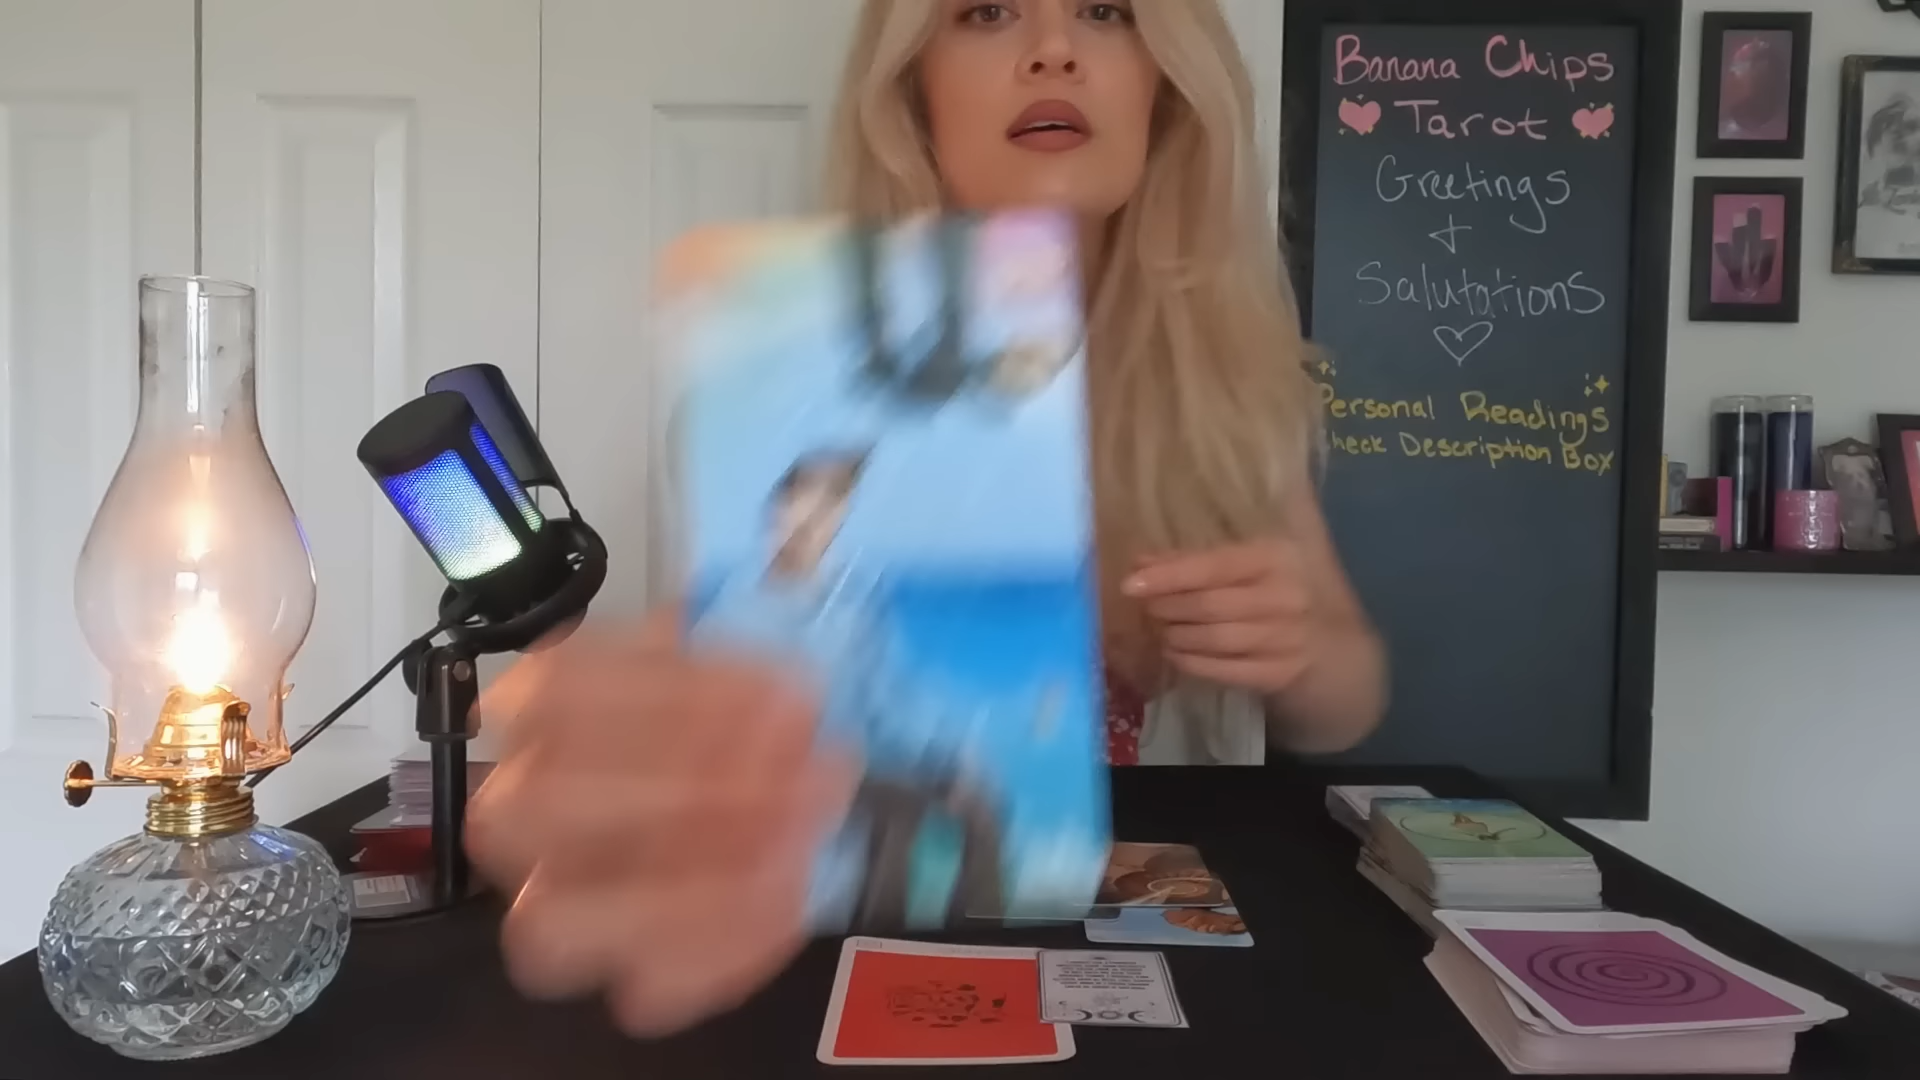 Banana Chips
Tarot
Greetings
+
Salutations
Personal Readings
Check Description Box